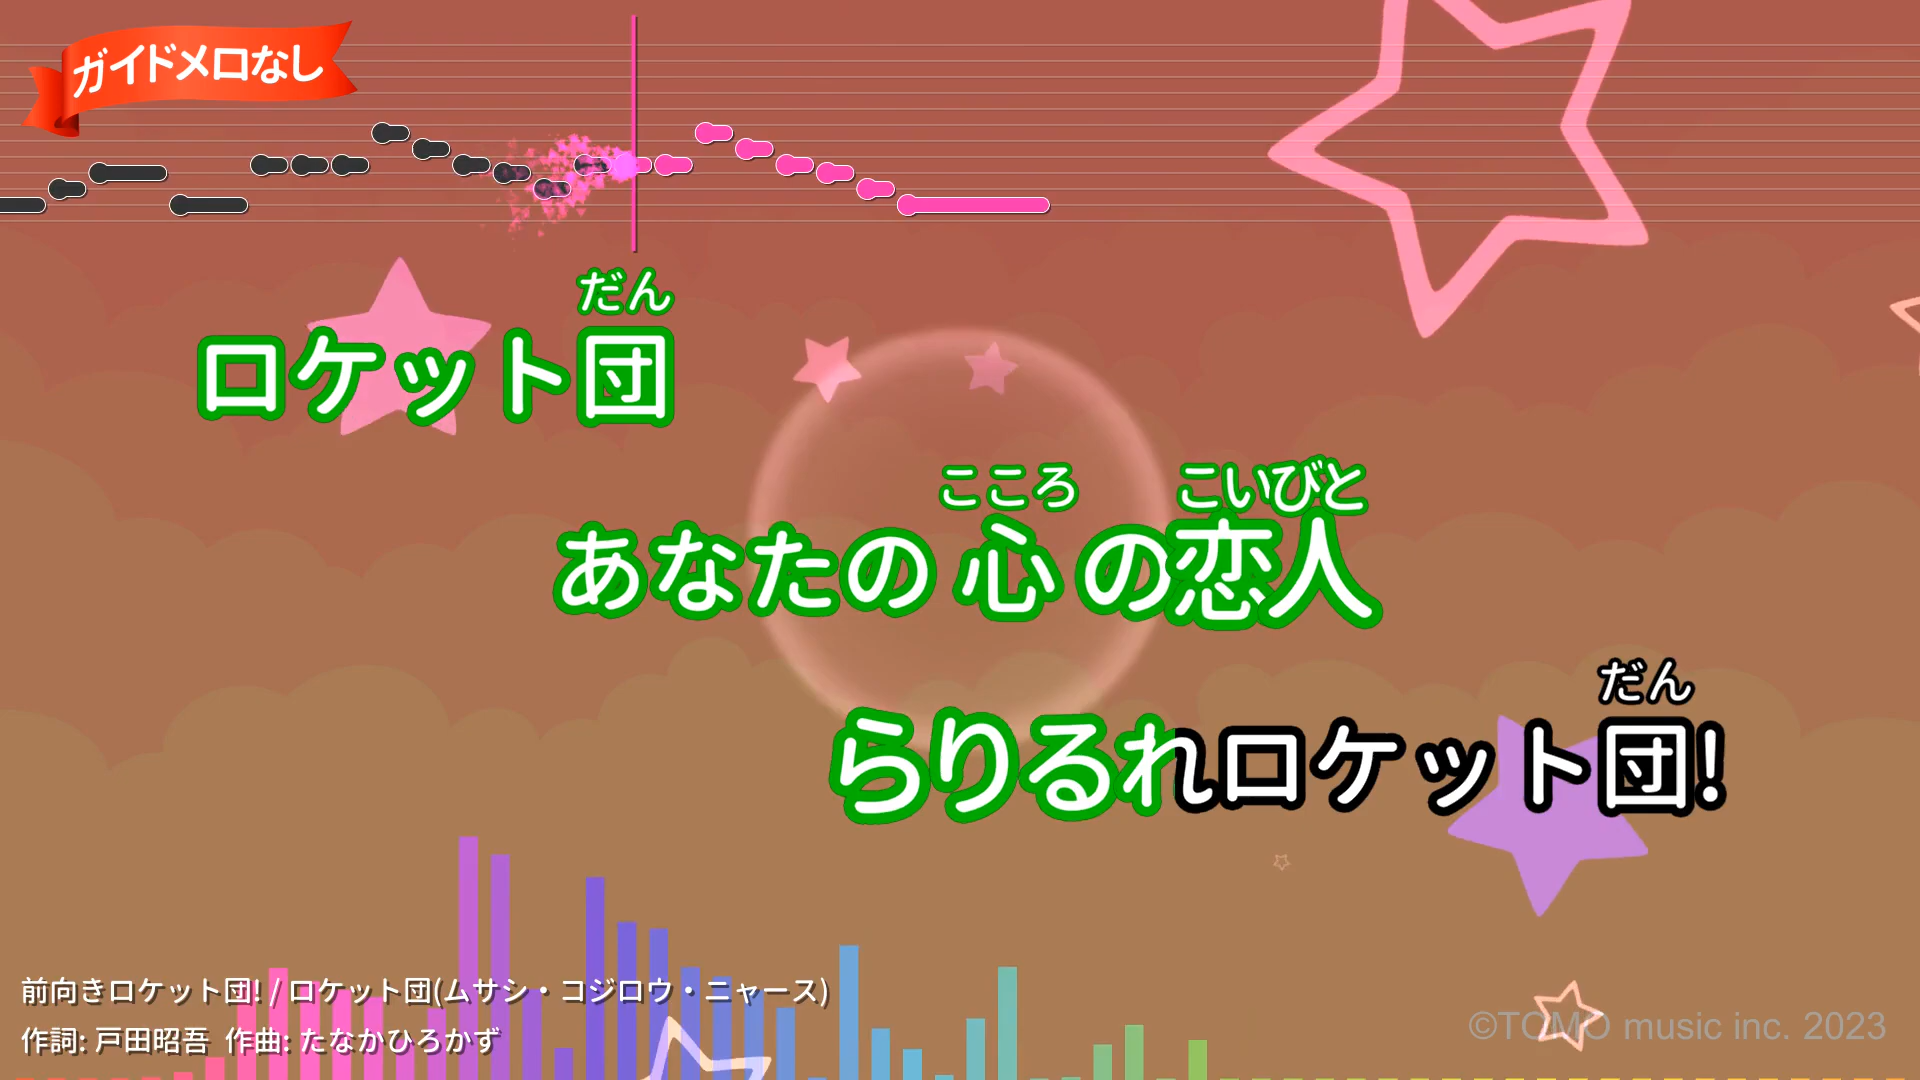 ガイドメロなし
だん
ロケット団
こころ こいびと
あなたの心の恋人
だん
らりるれロケット団!
前向きロケット団! / ロケット団(ムサシ・コジロウ・ニャース)
作詞: 戸田昭吾 作曲: たなかひろかず
©TOMO music inc. 2023